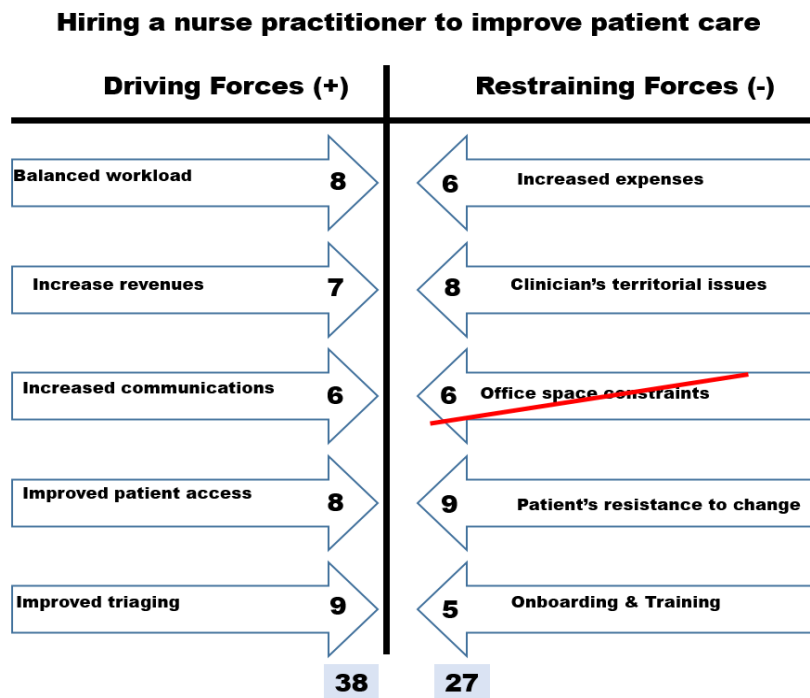 Hiring a nurse practitioner to improve patient care
Driving Forces (+)
Restraining Forces (-)
Balanced workload 8
6 Increased expenses
Increase revenues 7
8 Clinician's territorial issues
Increased communications 6
6 Office space constraints
Improved patient access 8
9 Patient's resistance to change
Improved triaging 9
5 Onboarding & Training
38
27